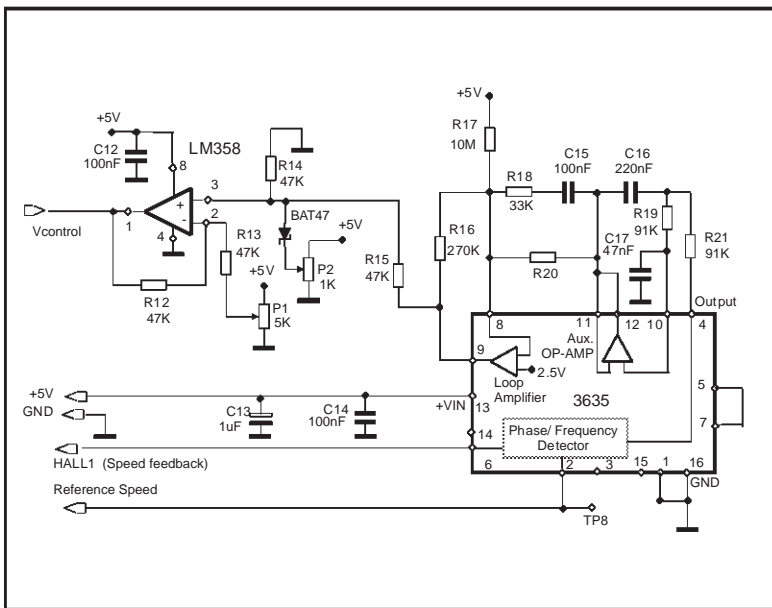 +5V
C12
100nF
8
LM358
3
+
1
2
-
4
Vcontrol
R12
47K
R13
47K
+5V
P1
5K
R14
47K
BAT47
+5V
P2
1K
R15
47K
+5V
R17
10M
R18
33K
C15
100nF
C16
220nF
R16
270K
R20
C17
47nF
R19
91K
R21
91K
Output
8
11
12
10
4
Aux.
OP-AMP
9
2.5V
Loop
Amplifier
5
3635
7
+5V
+VIN
13
GND
C13
1uF
C14
100nF
14
Phase/ Frequency
Detector
HALL1 (Speed feedback)
6
2
3
15
1
16
GND
Reference Speed
TP8